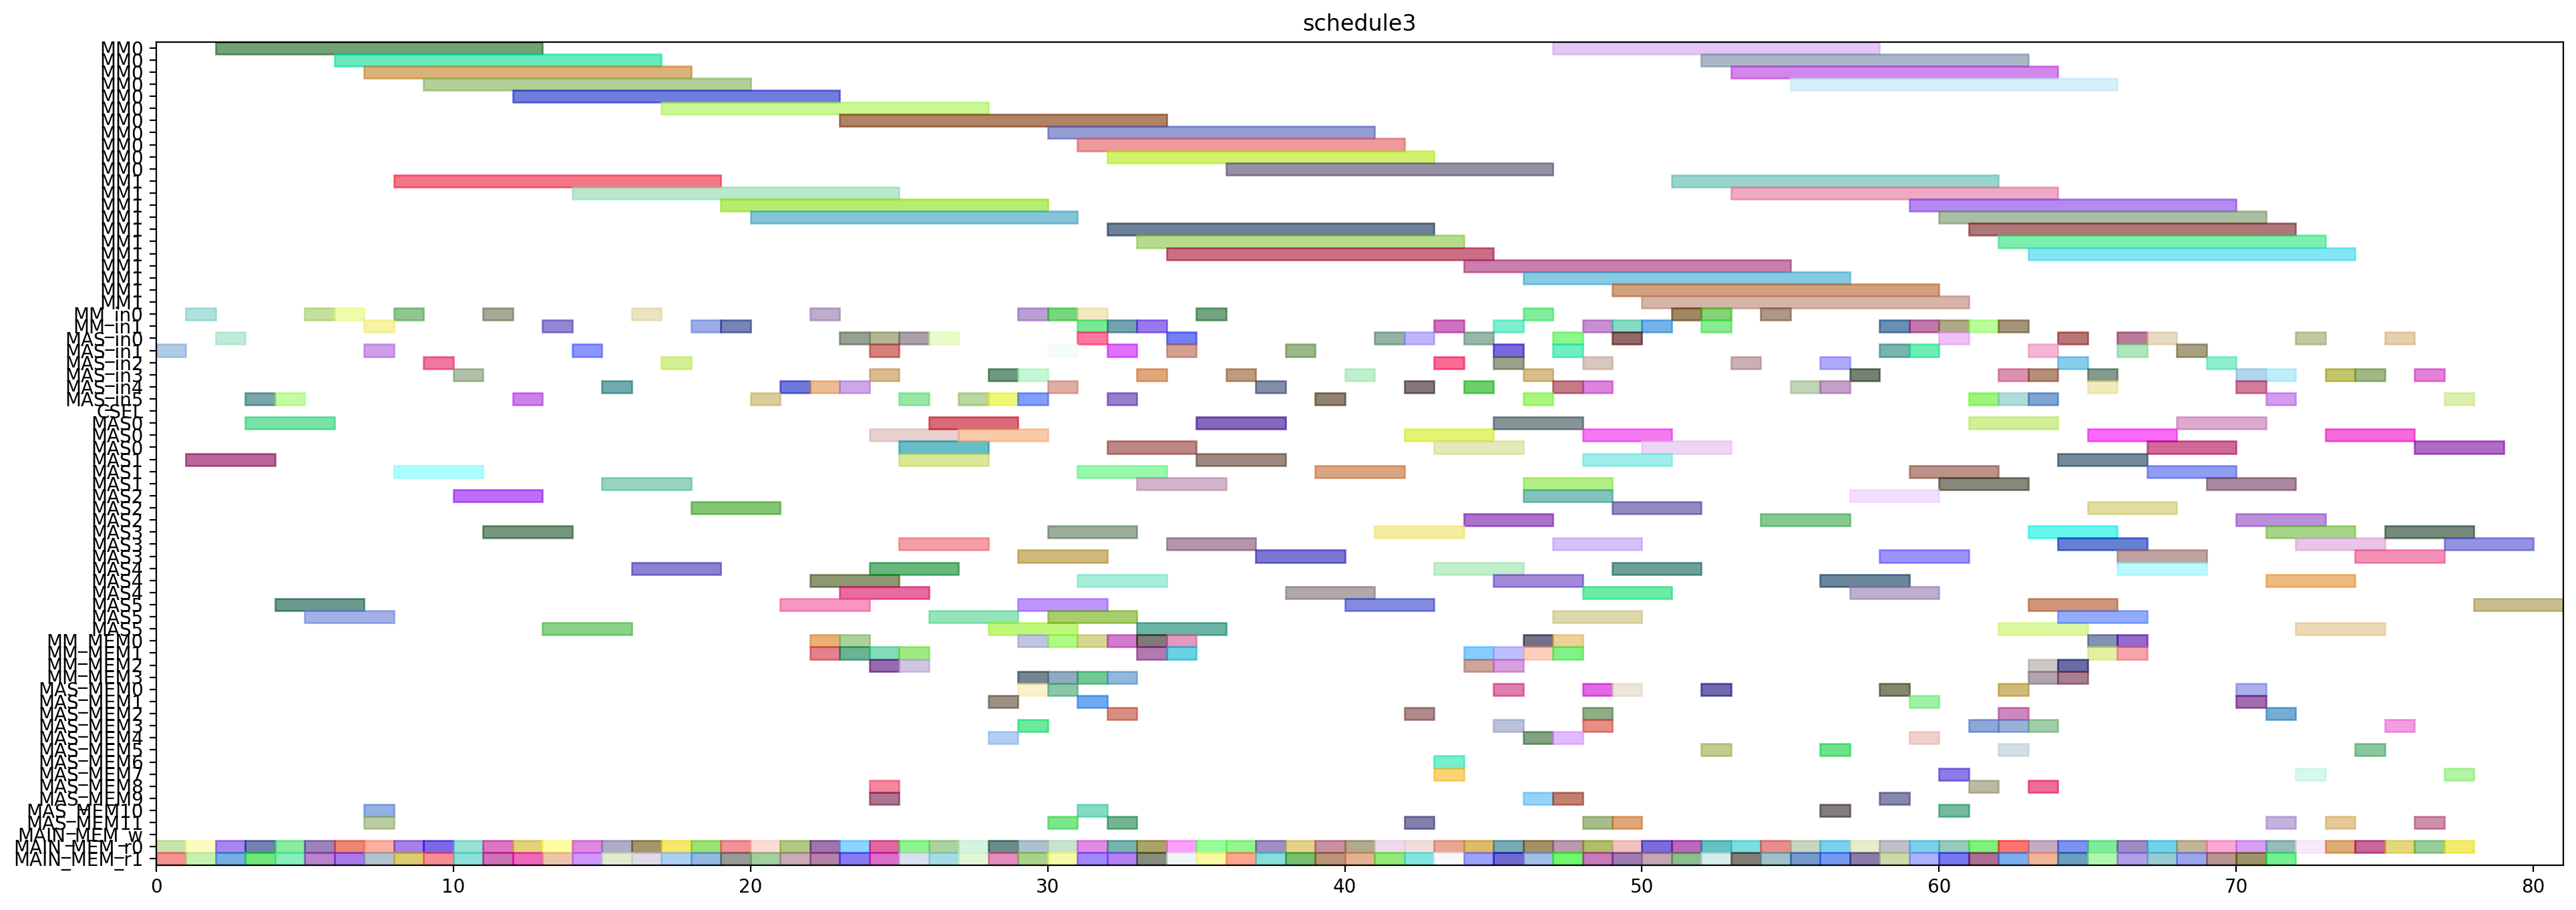 schedule3
MM0
MM0
MM0
MM0
MM0
MM0
MM0
MM0
MM0
MM0
MM0
MM1
MM1
MM1
MM1
MM1
MM1
MM1
MM1
MM1
MM1
MM1
MM_in0
MM_in1
MAS_in0
MAS_in1
MAS_in2
MAS_in3
MAS_in4
MAS_in5
CSEL
MAS0
MAS0
MAS0
MAS1
MAS1
MAS1
MAS2
MAS2
MAS2
MAS3
MAS3
MAS3
MAS4
MAS4
MAS4
MAS5
MAS5
MAS5
MM_MEM0
MM_MEM1
MM_MEM2
MM_MEM3
MAS_MEM0
MAS_MEM1
MAS_MEM2
MAS_MEM3
MAS_MEM4
MAS_MEM5
MAS_MEM6
MAS_MEM7
MAS_MEM8
MAS_MEM9
MAS_MEM10
MAS_MEM11
MAIN_MEM_w
MAIN_MEM_r0
MAIN_MEM_r1
0 10 20 30 40 50 60 70 80